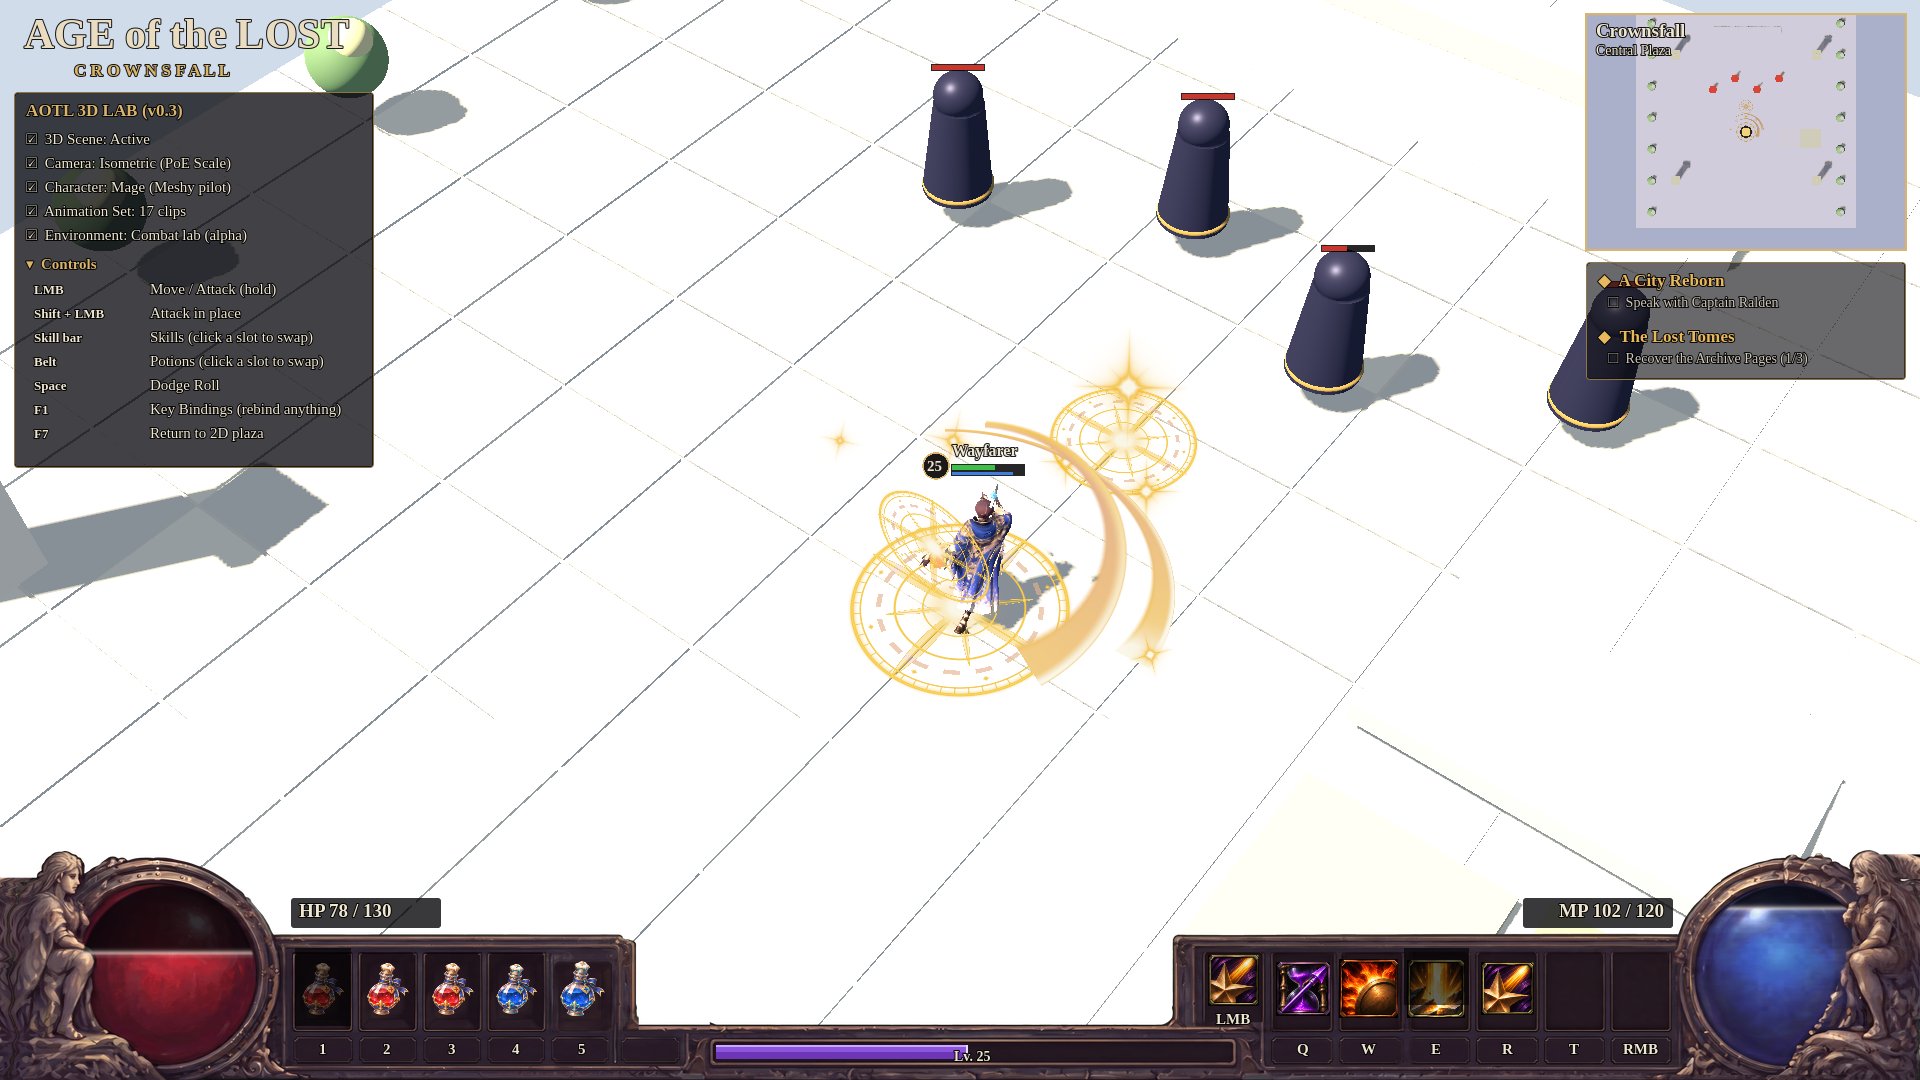 AGE of the LOST
CROWNSFALL
AOTL 3D LAB (v0.3)
3D Scene: Active
Camera: Isometric (PoE Scale)
Character: Mage (Meshy pilot)
Animation Set: 17 clips
Environment: Combat lab (alpha)
▼ Controls
LMB Move / Attack (hold)
Shift + LMB Attack in place
Skill bar Skills (click a slot to swap)
Belt Potions (click a slot to swap)
Space Dodge Roll
F1 Key Bindings (rebind anything)
F7 Return to 2D plaza
Crownsfall
Central Plaza
A City Reborn
Speak with Captain Ralden
The Lost Tomes
Recover the Archive Pages (1/3)
Wayfarer
25
HP 78 / 130
MP 102 / 120
1 2 3 4 5
Lv. 25
LMB
Q W E R T RMB